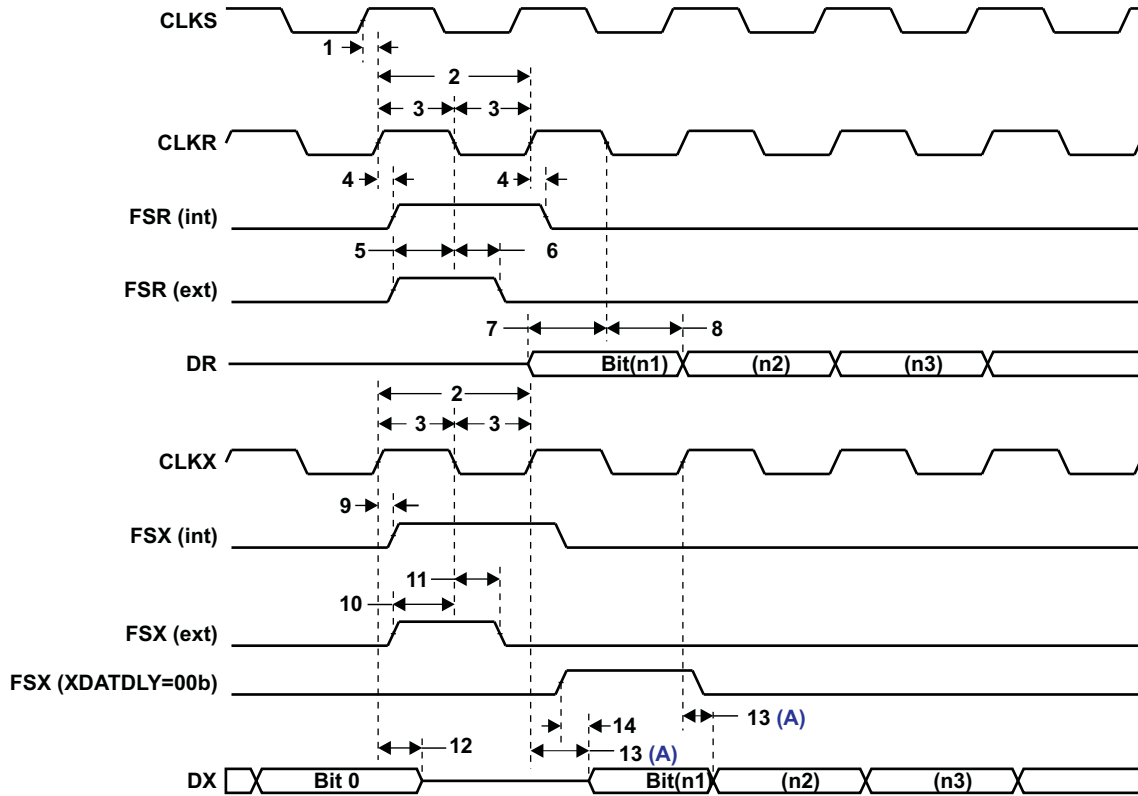 CLKS
1
2
3 3
CLKR
4 4
FSR (int)
5 6
FSR (ext)
7 8
DR Bit(n1) (n2) (n3)
2
3 3
CLKX
9
FSX (int)
11
10
FSX (ext)
FSX (XDATDLY=00b)
13 (A)
14
12 13 (A)
DX Bit 0 Bit(n1) (n2) (n3)